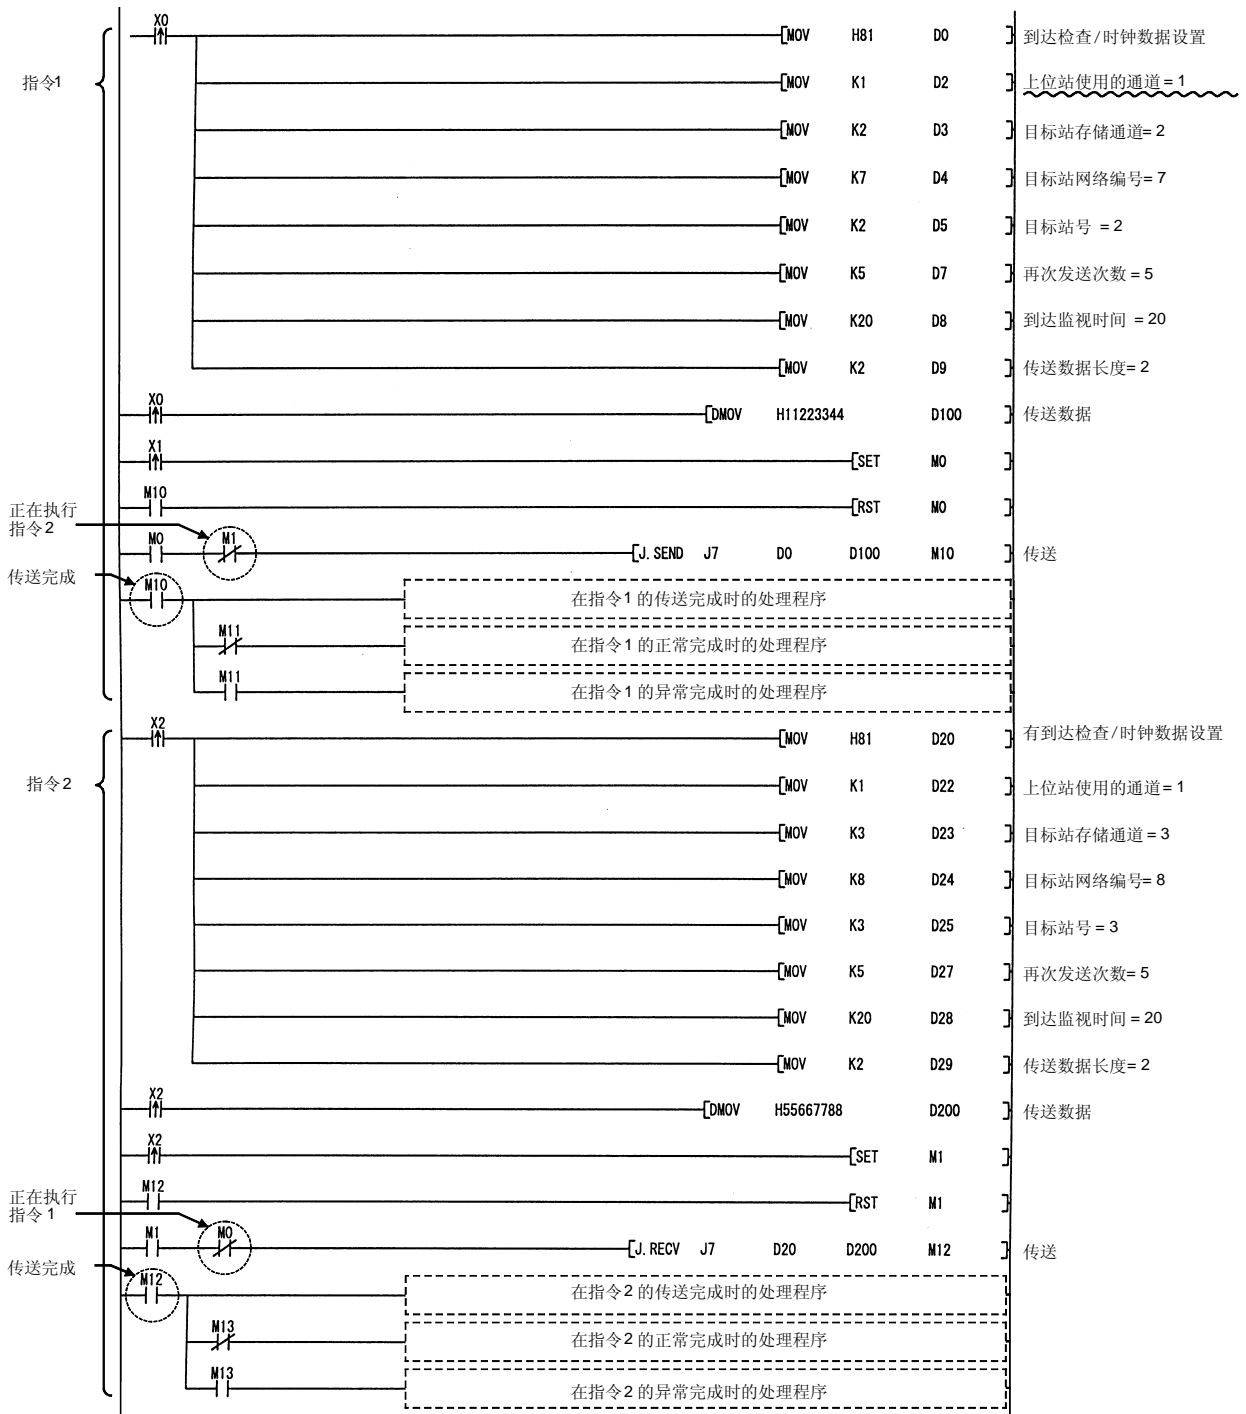 X0
[MOV H81 D0 ] 到达检查/时钟数据设置
指令1
[MOV K1 D2 ] 上位站使用的通道=1
[MOV K2 D3 ] 目标站存储通道=2
[MOV K7 D4 ] 目标站网络编号=7
[MOV K2 D5 ] 目标站号 =2
[MOV K5 D7 ] 再次发送次数=5
[MOV K20 D8 ] 到达监视时间 =20
[MOV K2 D9 ] 传送数据长度=2
X0
[DMOV H11223344 D100 ] 传送数据
X1
[SET M0 ]
M10
[RST M0 ]
正在执行
指令2
M0 M1
[J.SEND J7 D0 D100 M10 ] 传送
传送完成
M10
在指令1的传送完成时的处理程序
M11
在指令1的正常完成时的处理程序
M11
在指令1的异常完成时的处理程序
X2
[MOV H81 D20 ] 有到达检查/时钟数据设置
指令2
[MOV K1 D22 ] 上位站使用的通道=1
[MOV K3 D23 ] 目标站存储通道=3
[MOV K8 D24 ] 目标站网络编号=8
[MOV K3 D25 ] 目标站号=3
[MOV K5 D27 ] 再次发送次数=5
[MOV K20 D28 ] 到达监视时间=20
[MOV K2 D29 ] 传送数据长度=2
X2
[DMOV H55667788 D200 ] 传送数据
X2
[SET M1 ]
M12
[RST M1 ]
正在执行
指令1
M1 M0
[J.RECV J7 D20 D200 M12 ] 传送
传送完成
M12
在指令2的传送完成时的处理程序
M13
在指令2的正常完成时的处理程序
M13
在指令2的异常完成时的处理程序